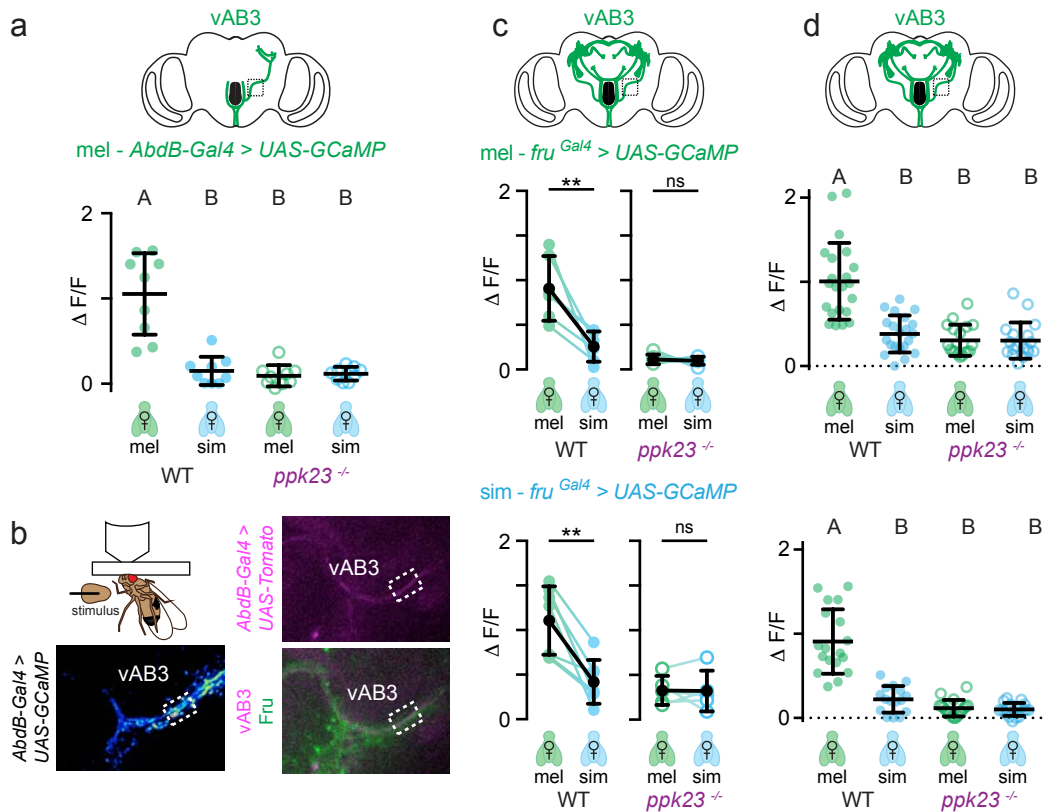 a
vAB3
mel - AbdB-Gal4 > UAS-GCaMP
A B B B
2
1
0
Δ F/F
♀ ♀ ♀ ♀
mel sim mel sim
WT ppk23 -/-
b
stimulus
AbdB-Gal4 >
UAS-GCaMP
vAB3
AbdB-Gal4 >
UAS-Tomato
vAB3
vAB3
Fru
vAB3
c
vAB3
mel - fru Gal4 > UAS-GCaMP
** ns
2
1
0
Δ F/F
♀ ♀ ♀ ♀
mel sim mel sim
WT ppk23 -/-
sim - fru Gal4 > UAS-GCaMP
** ns
2
1
0
Δ F/F
♀ ♀ ♀ ♀
mel sim mel sim
WT ppk23 -/-
d
vAB3
A B B B
2
1
0
Δ F/F
♀ ♀ ♀ ♀
mel sim mel sim
WT ppk23 -/-
A B B B
2
1
0
Δ F/F
♀ ♀ ♀ ♀
mel sim mel sim
WT ppk23 -/-